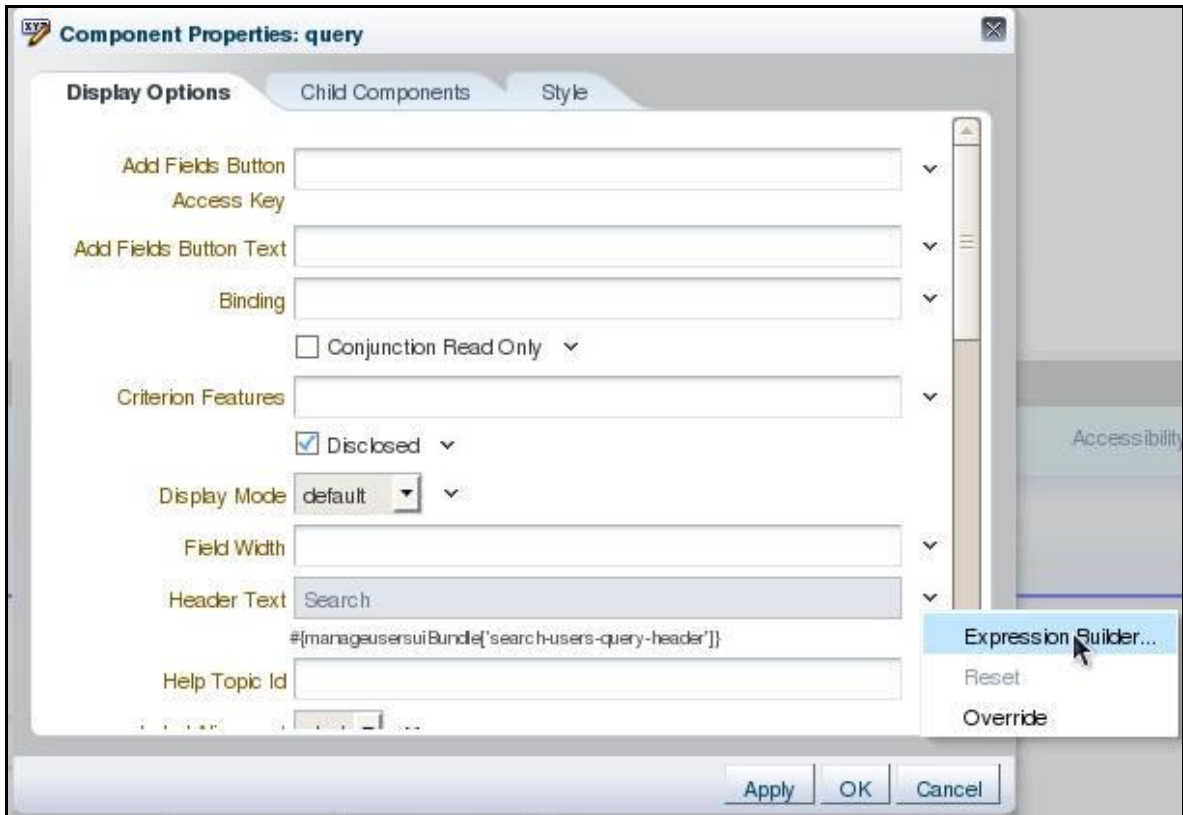 Component Properties: query
Display Options Child Components Style
Add Fields Button
Access Key
Add Fields Button Text
Binding
Conjunction Read Only
Criterion Features
Disclosed
Accessibility
Display Mode default
Field Width
Header Text Search
#{manageusersuiBundle['search-users-query-header']}
Expression Builder...
Help Topic Id
Reset
Override
Apply OK Cancel